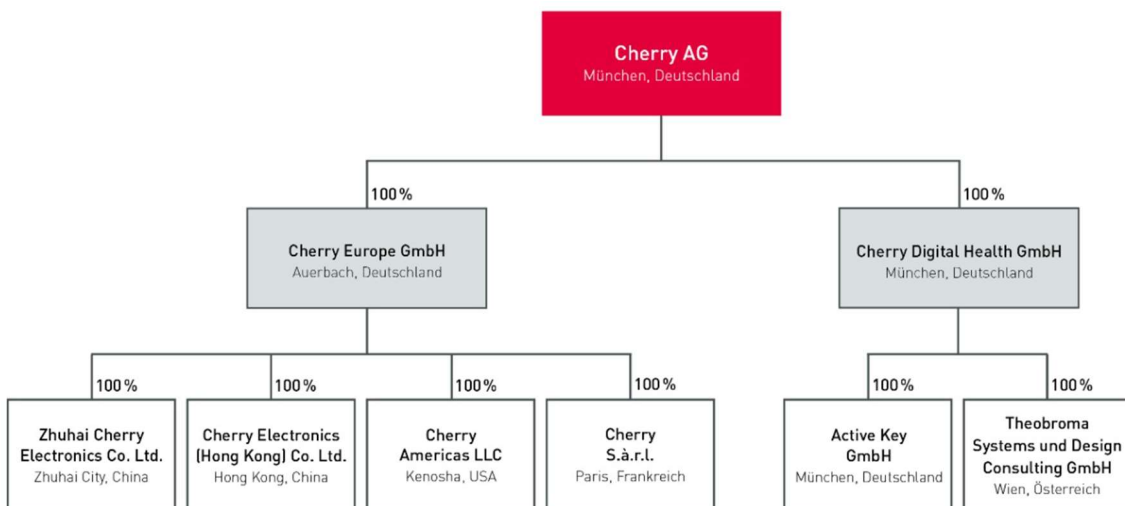 Cherry AG
München, Deutschland
100 %
100 %
Cherry Europe GmbH
Auerbach, Deutschland
Cherry Digital Health GmbH
München, Deutschland
100 %
100 %
100 %
100 %
100 %
100 %
Zhuhai Cherry
Electronics Co. Ltd.
Zhuhai City, China
Cherry Electronics
(Hong Kong) Co. Ltd.
Hong Kong, China
Cherry
Americas LLC
Kenosha, USA
Cherry
S.à.r.l.
Paris, Frankreich
Active Key
GmbH
München, Deutschland
Theobroma
Systems und Design
Consulting GmbH
Wien, Österreich